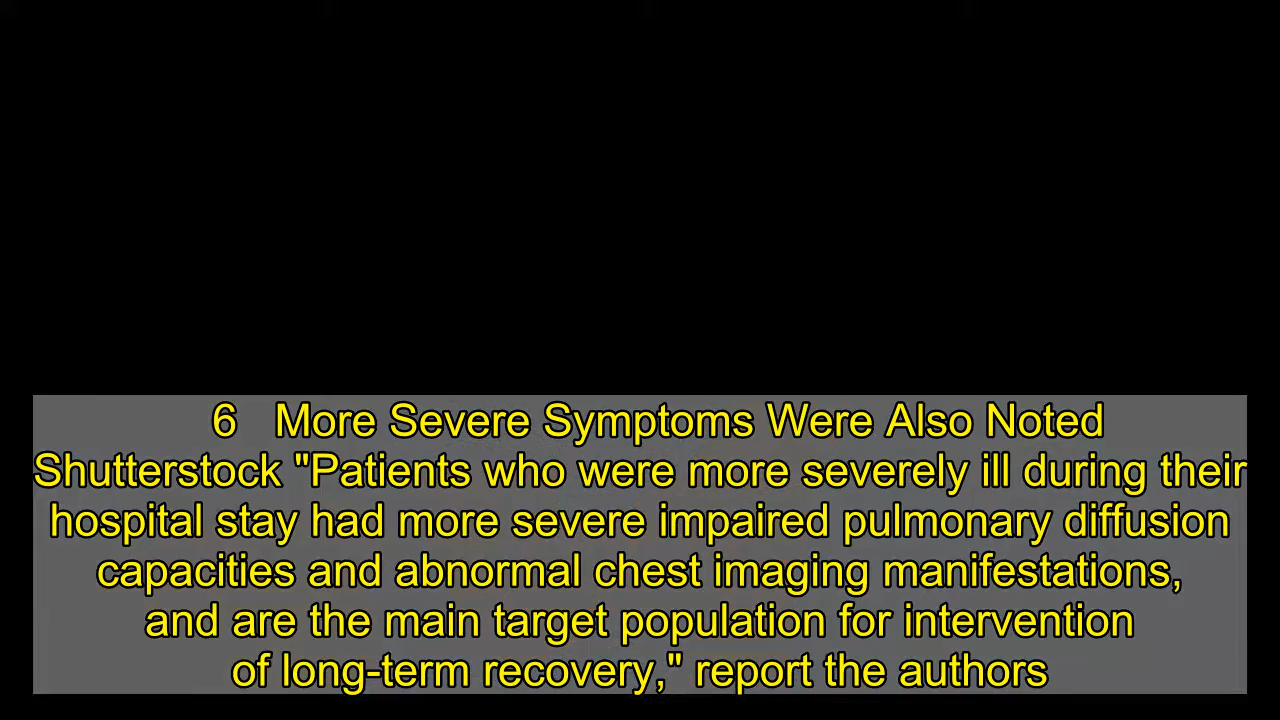 6   More Severe Symptoms Were Also Noted
Shutterstock "Patients who were more severely ill during their
hospital stay had more severe impaired pulmonary diffusion
capacities and abnormal chest imaging manifestations,
and are the main target population for intervention
of long-term recovery," report the authors